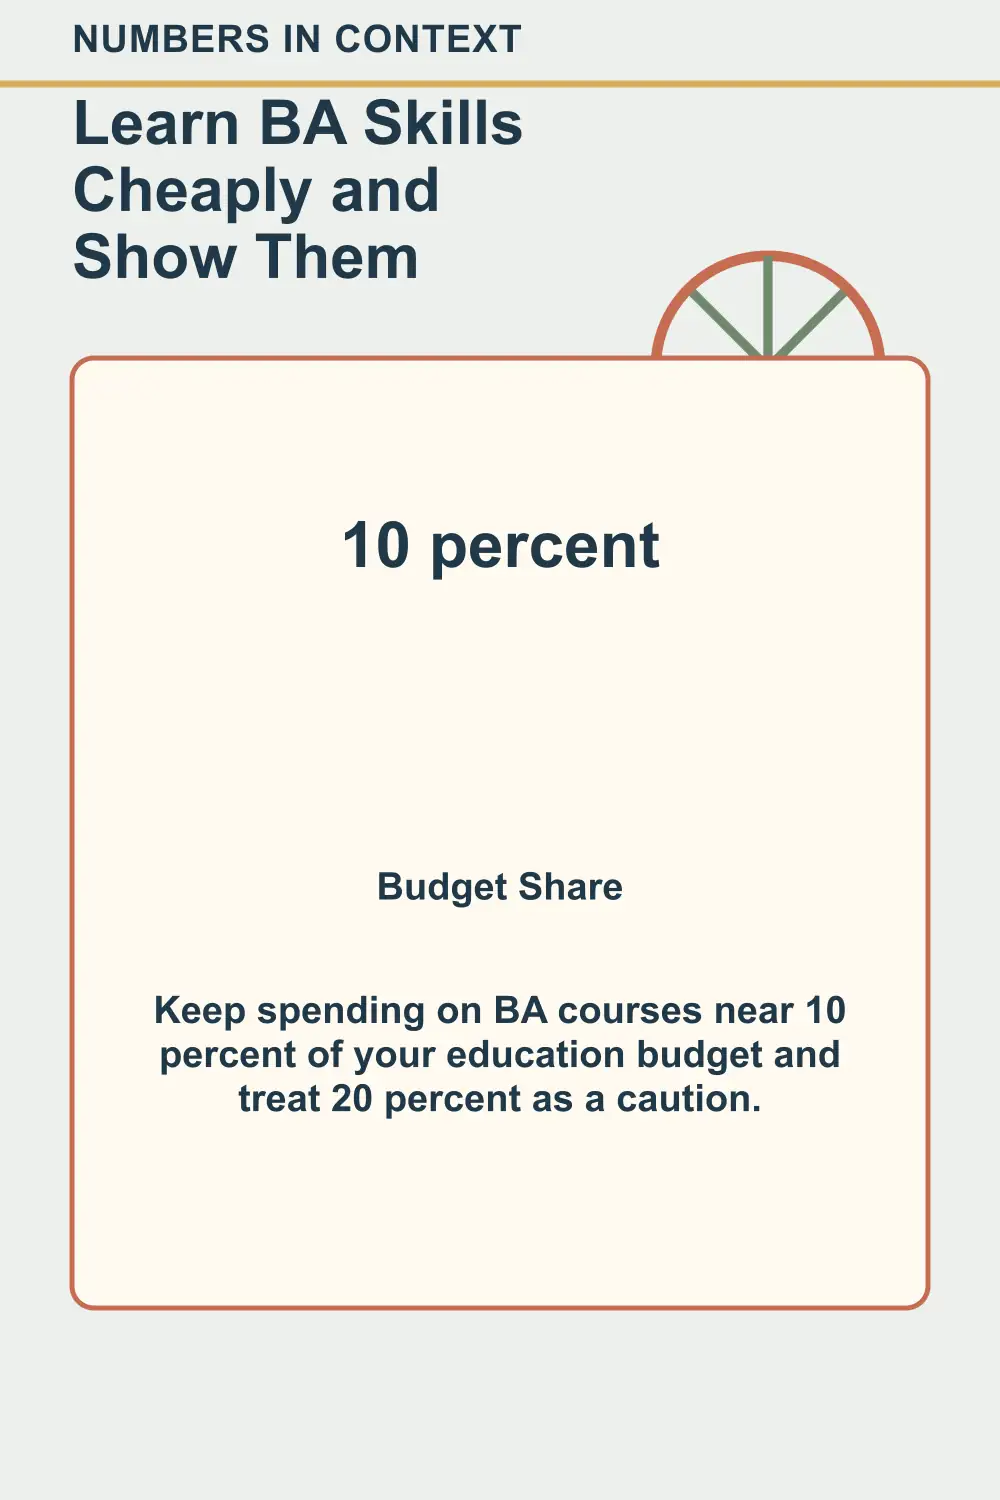 NUMBERS IN CONTEXT
Learn BA Skills
Cheaply and
Show Them
10 percent
Budget Share
Keep spending on BA courses near 10
percent of your education budget and
treat 20 percent as a caution.